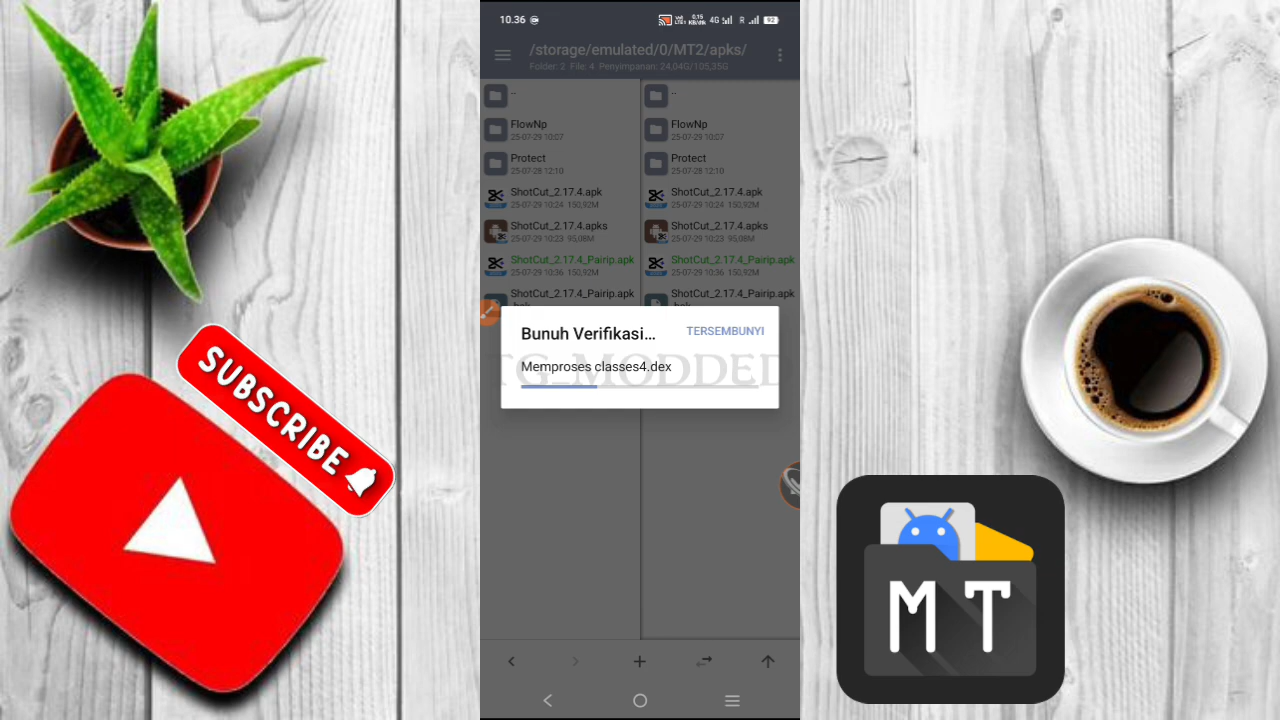 SUBSCRIBE
10.36
4G
R
92
/storage/emulated/0/MT2/apks/
Folder: 2 File: 4 Penyimpanan: 24,04G/105,35G
..
FlowNp
25-07-29 10:07
Protect
25-07-28 12:10
ShotCut_2.17.4.apk
25-07-29 10:24 150,92M
ShotCut_2.17.4.apks
25-07-29 10:23 95,08M
ShotCut_2.17.4_Pairip.apk
25-07-29 10:36 150,92M
ShotCut_2.17.4_Pairip.apk
..
FlowNp
25-07-29 10:07
Protect
25-07-28 12:10
ShotCut_2.17.4.apk
25-07-29 10:24 150,92M
ShotCut_2.17.4.apks
25-07-29 10:23 95,08M
ShotCut_2.17.4_Pairip.apk
25-07-29 10:36 150,92M
ShotCut_2.17.4_Pairip.apk
Bunuh Verifikasi...
TERSEMBUNYI
Memproses classes4.dex
TG_MODDED
MT